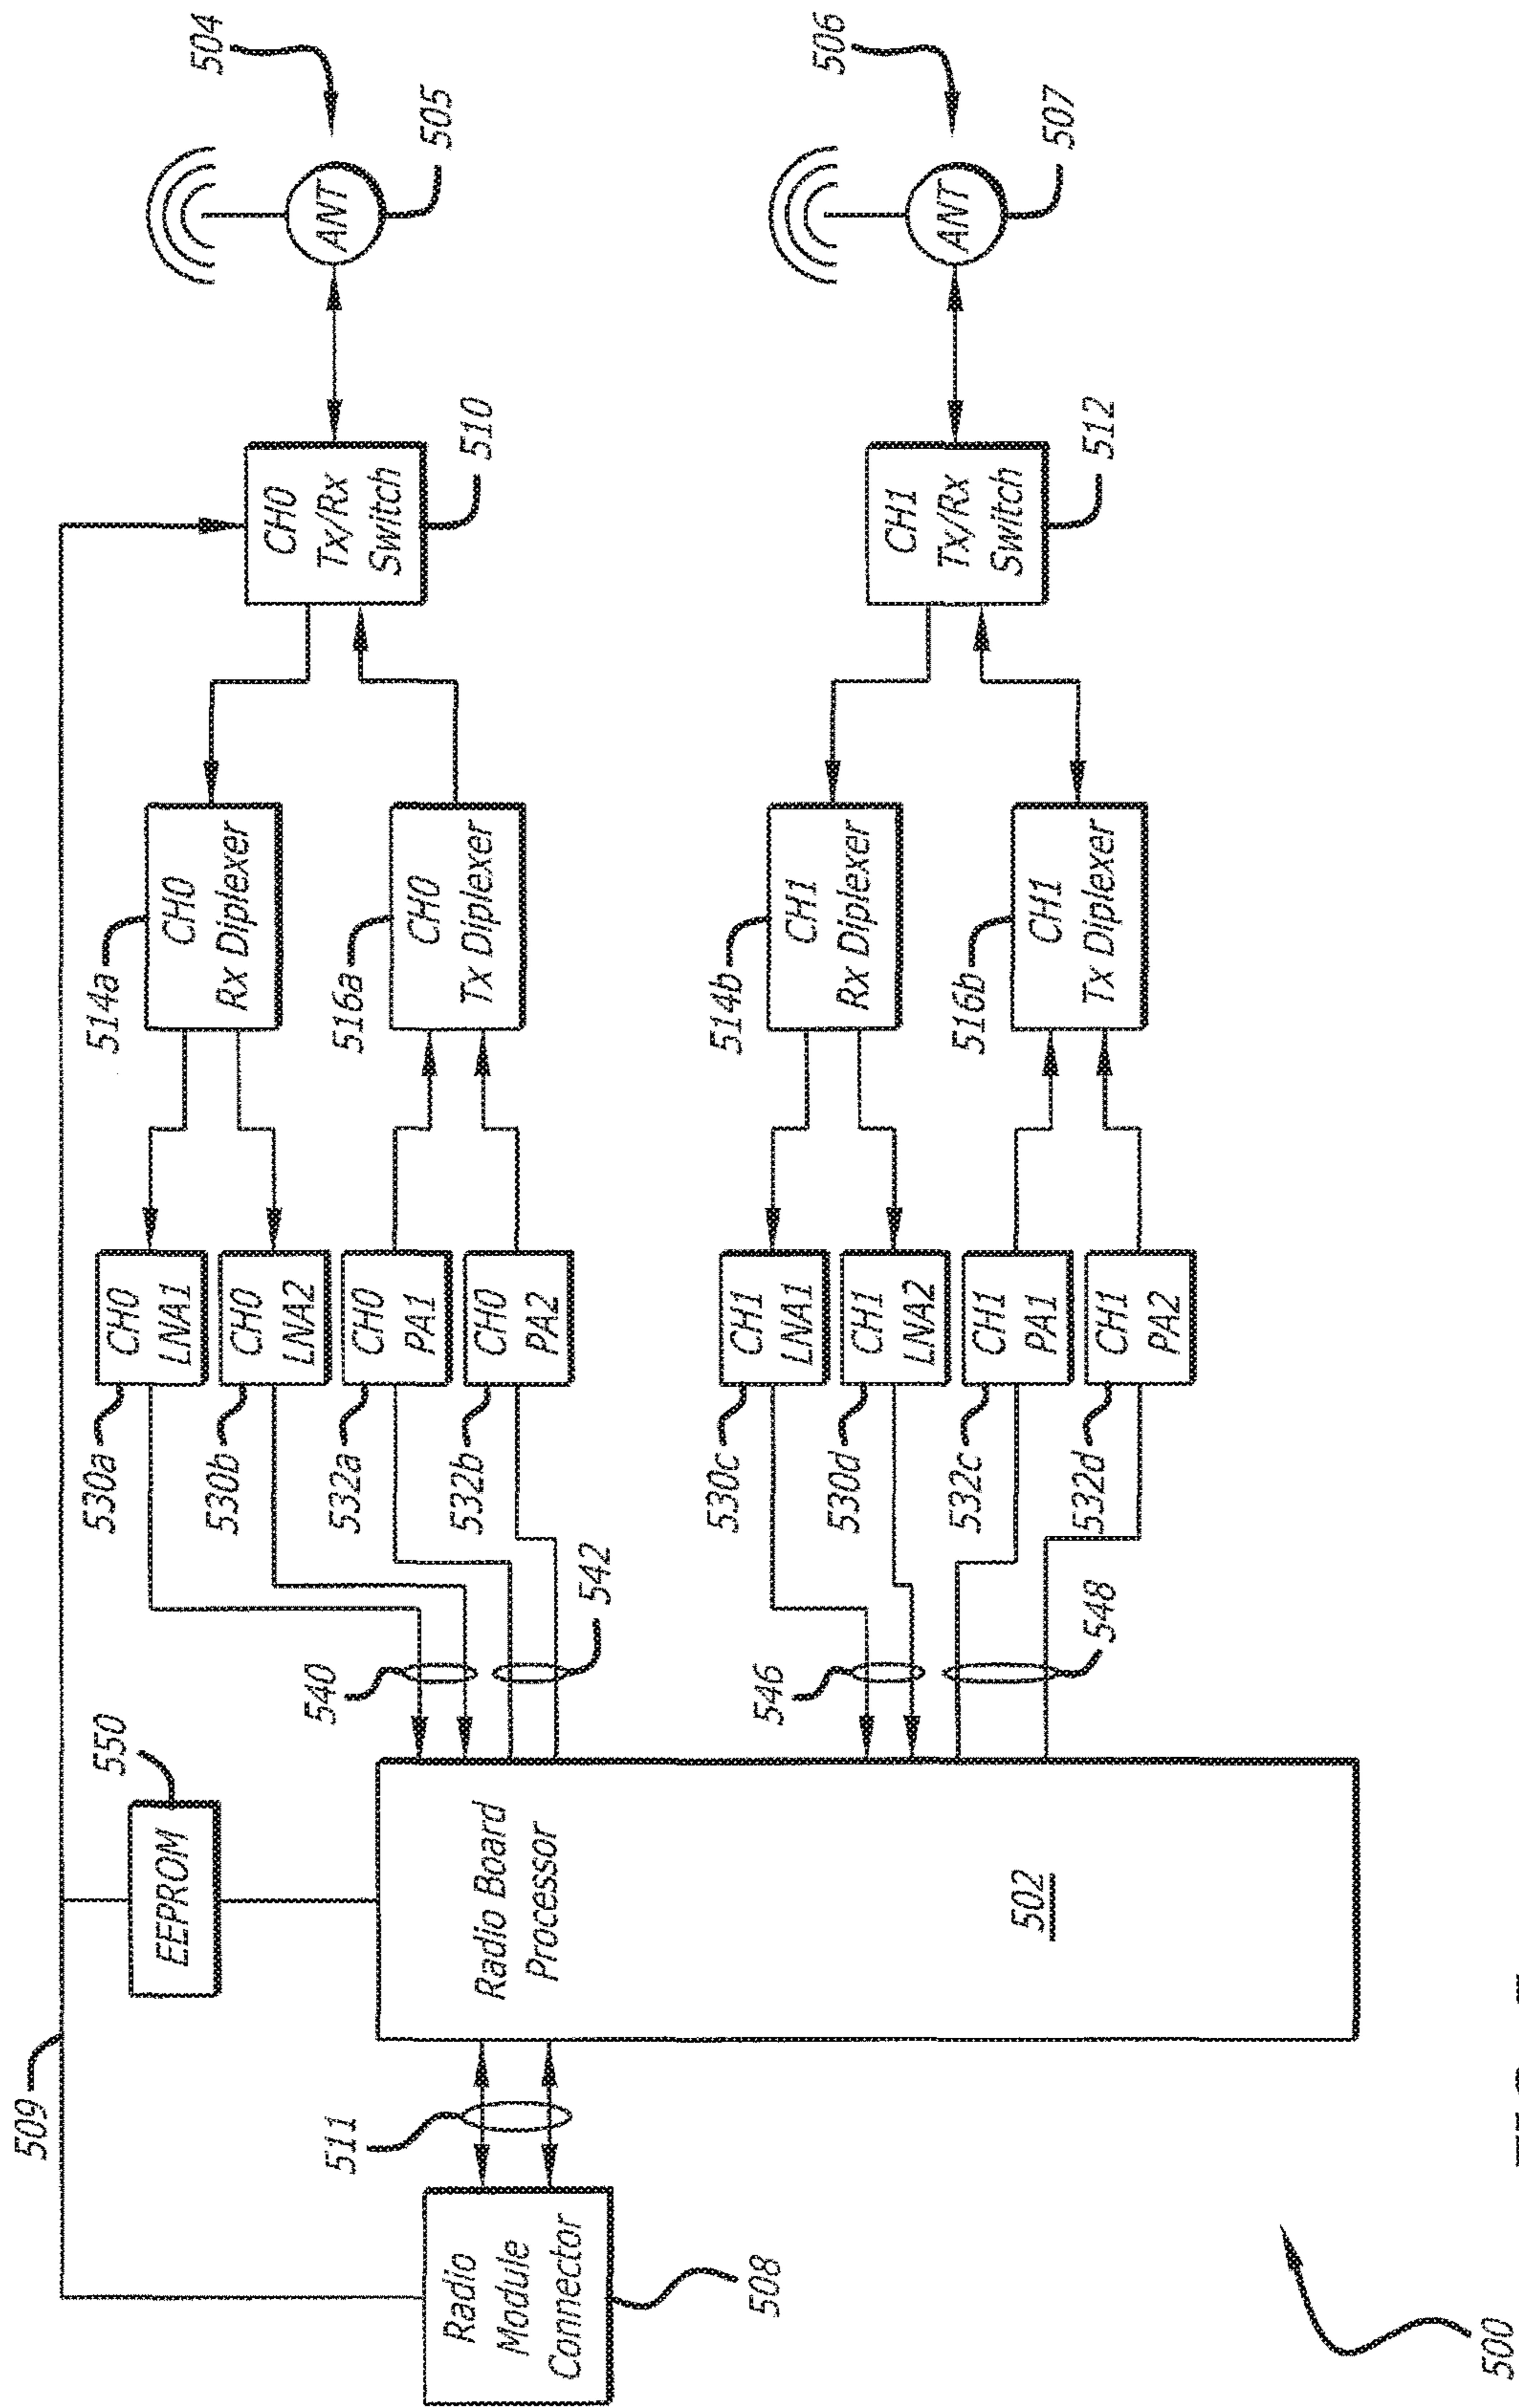 504
505
ANT
506
507
ANT
CH0
Tx/Rx
Switch
510
CH1
Tx/Rx
Switch
512
514a
CH0
Rx Diplexer
516a
CH0
Tx Diplexer
514b
CH1
Rx Diplexer
516b
CH1
Tx Diplexer
530a
CH0
LNA1
530b
CH0
LNA2
532a
CH0
PA1
532b
CH0
PA2
530c
CH1
LNA1
530d
CH1
LNA2
532c
CH1
PA1
532d
CH1
PA2
540
542
546
548
550
EEPROM
Radio Board
Processor
502
509
511
Radio
Module
Connector
508
500